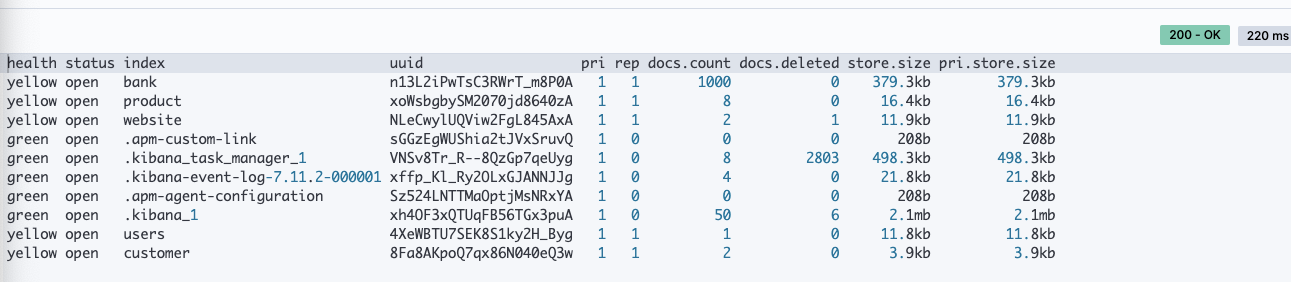 200 - OK 220 ms
health status index uuid pri rep docs.count docs.deleted store.size pri.store.size
yellow open bank n13L2iPwTsC3RWrT_m8P0A 1 1 1000 0 379.3kb 379.3kb
yellow open product xoWsbgbySM2070jd8640zA 1 1 8 0 16.4kb 16.4kb
yellow open website NLeCwylUQViw2FgL845AxA 1 1 2 1 11.9kb 11.9kb
green open .apm-custom-link sGGzEgWUShia2tJVxSruvQ 1 0 0 0 208b 208b
green open .kibana_task_manager_1 VNSv8Tr_R--8QzGp7qeUyg 1 0 8 2803 498.3kb 498.3kb
green open .kibana-event-log-7.11.2-000001 xffp_Kl_Ry2OLxGJANNJJg 1 0 4 0 21.8kb 21.8kb
green open .apm-agent-configuration Sz524LNTTMaOptjMsNRxYA 1 0 0 0 208b 208b
green open .kibana_1 xh4OF3xQTUqFB56TGx3puA 1 0 50 6 2.1mb 2.1mb
yellow open users 4XeWBTU7SEK8S1ky2H_Byg 1 1 1 0 11.8kb 11.8kb
yellow open customer 8Fa8AKpoQ7qx86N040eQ3w 1 1 2 0 3.9kb 3.9kb